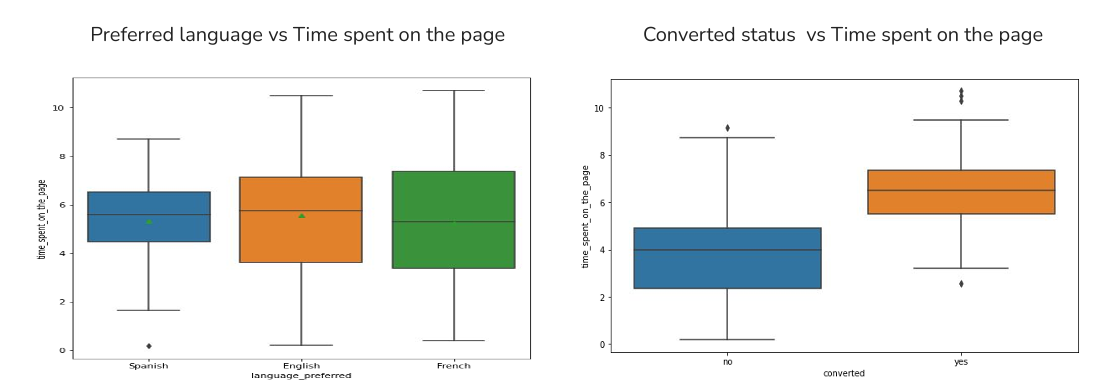 Preferred language vs Time spent on the page
time_spent_on_the_page
10
8
6
4
2
0
Spanish English French
language_preferred
Converted status vs Time spent on the page
time_spent_on_the_page
10
8
6
4
2
0
no yes
converted